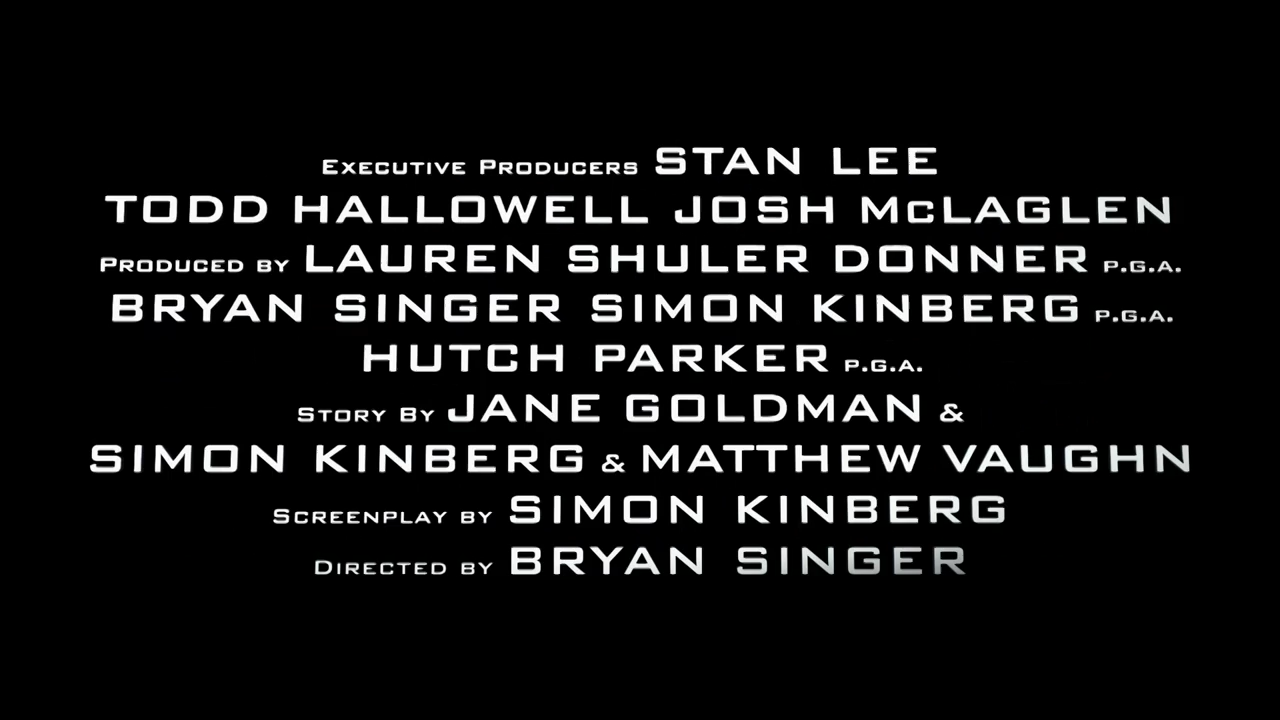 Executive Producers STAN LEE
TODD HALLOWELL JOSH McLAGLEN
Produced by LAUREN SHULER DONNER P.G.A.
BRYAN SINGER SIMON KINBERG P.G.A.
HUTCH PARKER P.G.A.
Story By JANE GOLDMAN &
SIMON KINBERG & MATTHEW VAUGHN
Screenplay by SIMON KINBERG
Directed by BRYAN SINGER